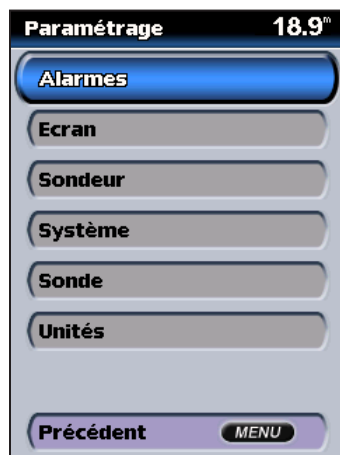 Paramétrage 18.9m
Alarmes
Ecran
Sondeur
Système
Sonde
Unités
Précédent MENU